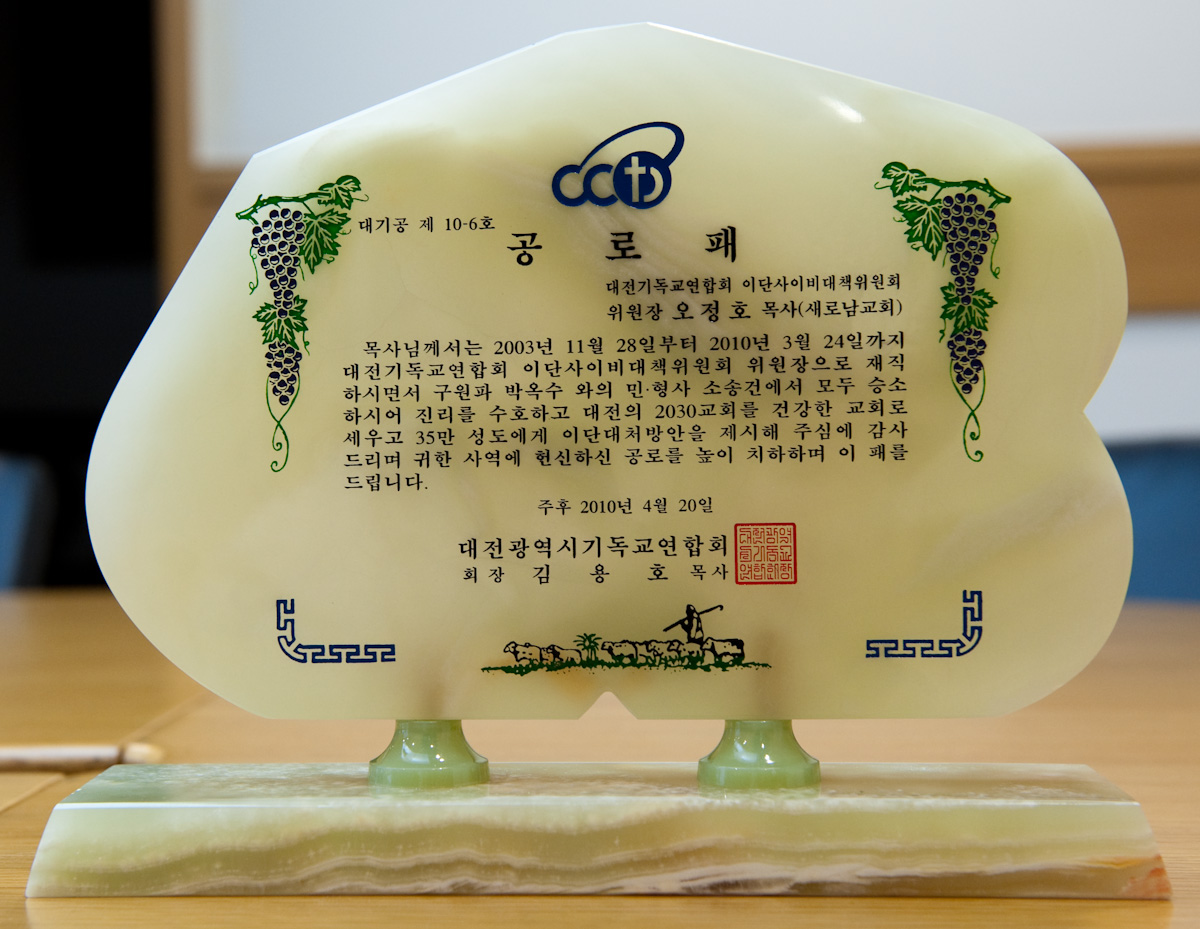 대기공 제 10-6호
공 로 패
대전기독교연합회 이단사이비대책위원회
위원장 오정호 목사(새로남교회)
목사님께서는 2003년 11월 28일부터 2010년 3월 24일까지
대전기독교연합회 이단사이비대책위원회 위원장으로 재직
하시면서 구원파 박옥수 와의 민·형사 소송건에서 모두 승소
하시어 진리를 수호하고 대전의 2030교회를 건강한 교회로
세우고 35만 성도에게 이단대처방안을 제시해 주심에 감사
드리며 귀한 사역에 헌신하신 공로를 높이 치하하며 이 패를
드립니다.
주후 2010년 4월 20일
대전광역시기독교연합회
회장 김 용 호 목사